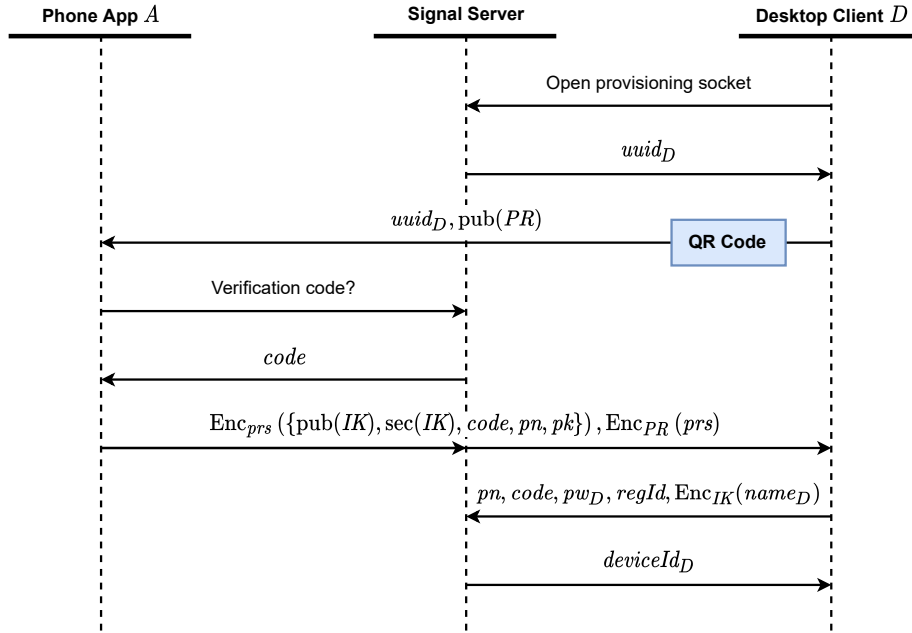 Phone App A
Signal Server
Desktop Client D
Open provisioning socket
uuid_D
uuid_D, pub(PR)
QR Code
Verification code?
code
Enc_prs ({pub(IK), sec(IK), code, pn, pk}), Enc_PR (prs)
pn, code, pw_D, regId, Enc_IK(name_D)
deviceId_D